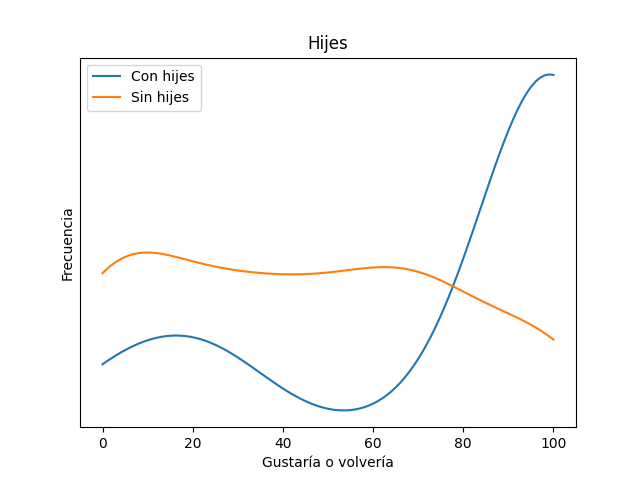 Hijes
Con hijes
Sin hijes
Frecuencia
0 20 40 60 80 100
Gustaría o volvería